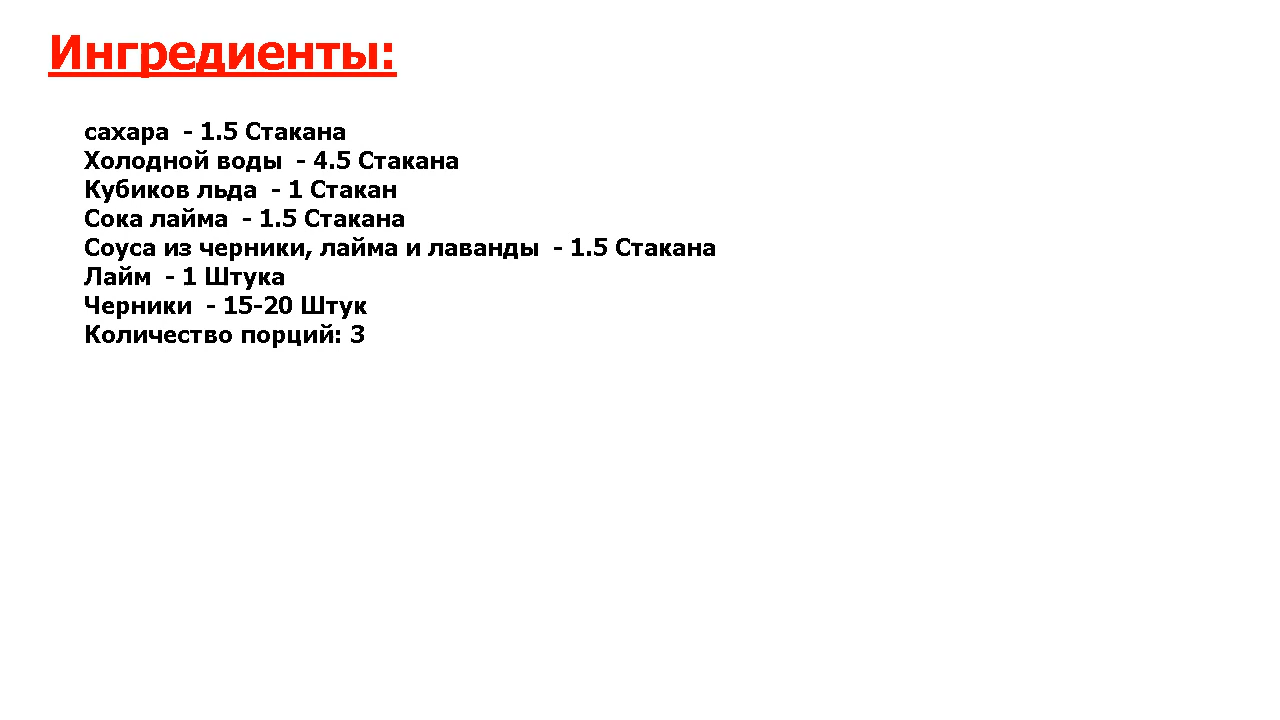 Ингредиенты:
сахара - 1.5 Стакана
Холодной воды - 4.5 Стакана
Кубиков льда - 1 Стакан
Сока лайма - 1.5 Стакана
Соуса из черники, лайма и лаванды - 1.5 Стакана
Лайм - 1 Штука
Черники - 15-20 Штук
Количество порций: 3